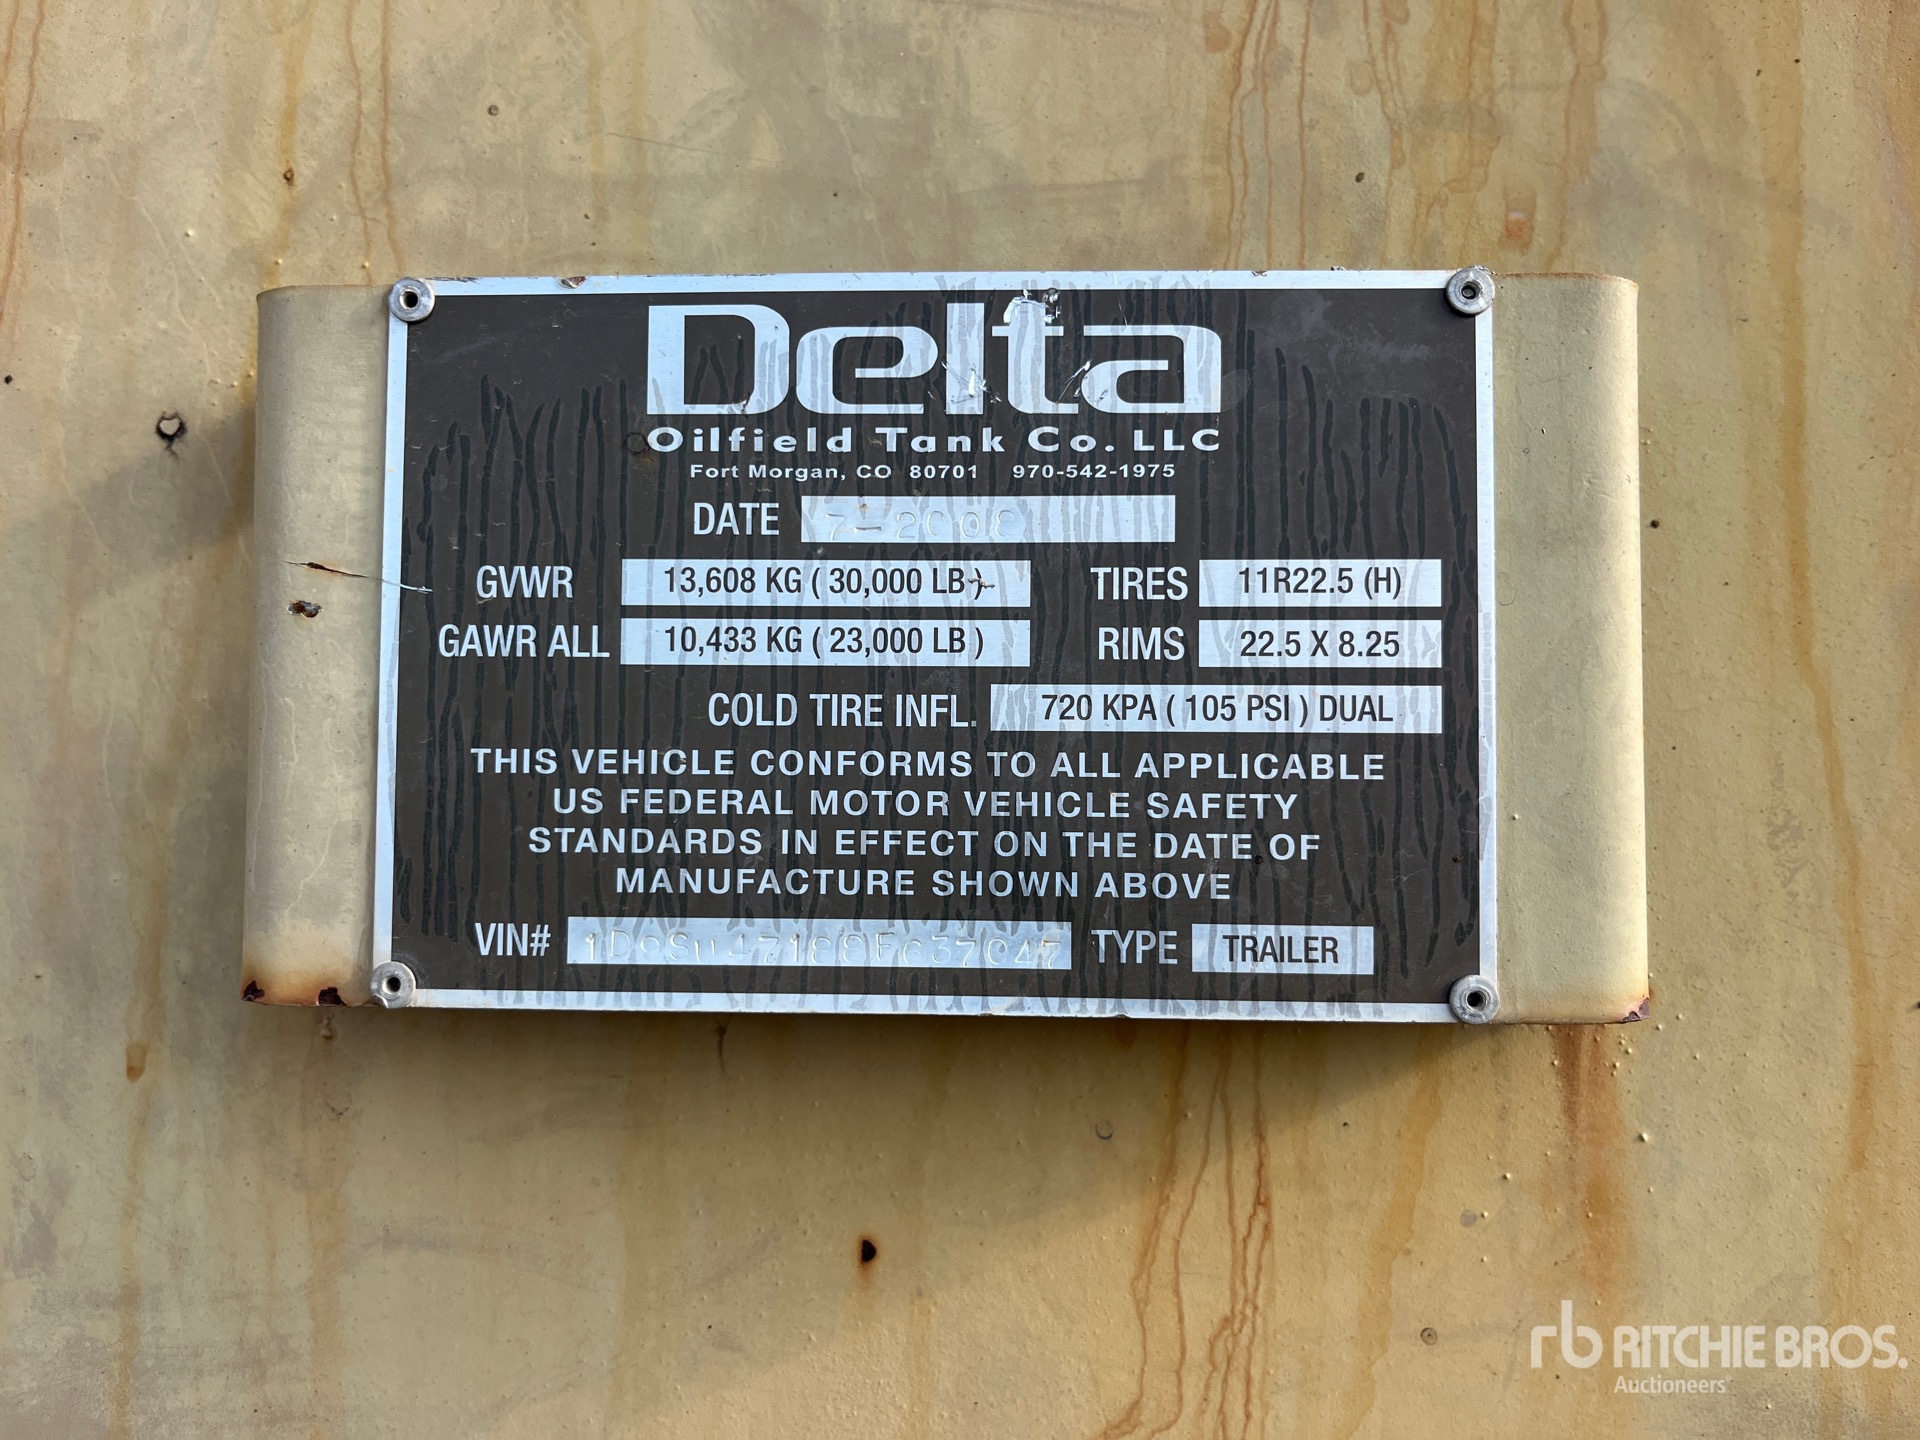 Delta
Oilfield Tank Co. LLC
Fort Morgan, CO 80701 970-542-1975
DATE 7-2008
GVWR 13,608 KG ( 30,000 LB ) TIRES 11R22.5 (H)
GAWR ALL 10,433 KG ( 23,000 LB ) RIMS 22.5 X 8.25
COLD TIRE INFL. 720 KPA ( 105 PSI ) DUAL
THIS VEHICLE CONFORMS TO ALL APPLICABLE
US FEDERAL MOTOR VEHICLE SAFETY
STANDARDS IN EFFECT ON THE DATE OF
MANUFACTURE SHOWN ABOVE
VIN# TYPE TRAILER
rb RITCHIE BROS.
Auctioneers